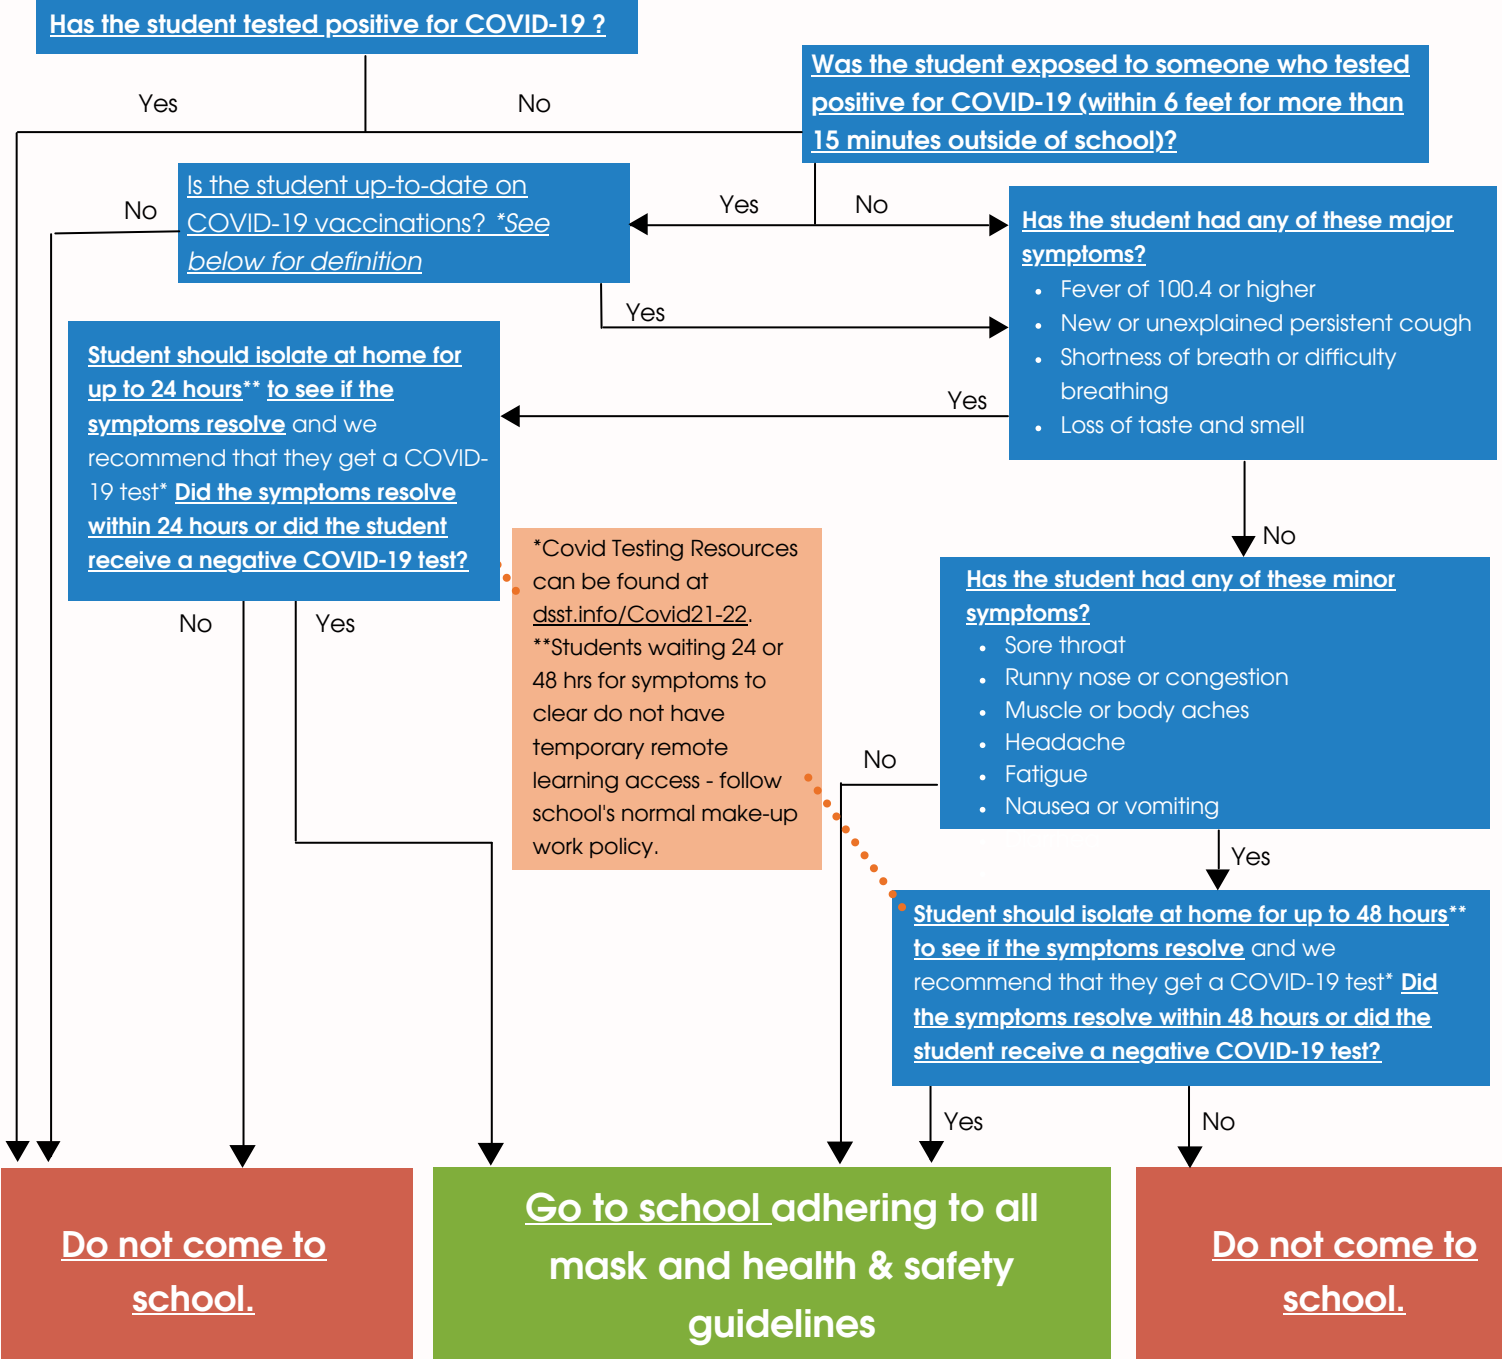 Has the student tested positive for COVID-19 ?
Yes
No
Was the student exposed to someone who tested
positive for COVID-19 (within 6 feet for more than
15 minutes outside of school)?
Is the student up-to-date on
COVID-19 vaccinations? *See
below for definition
No
Yes
No
Yes
Has the student had any of these major
symptoms?
• Fever of 100.4 or higher
• New or unexplained persistent cough
• Shortness of breath or difficulty
breathing
• Loss of taste and smell
Yes
No
Student should isolate at home for
up to 24 hours** to see if the
symptoms resolve and we
recommend that they get a COVID-
19 test* Did the symptoms resolve
within 24 hours or did the student
receive a negative COVID-19 test?
No
Yes
*Covid Testing Resources
can be found at
dsst.info/Covid21-22.
**Students waiting 24 or
48 hrs for symptoms to
clear do not have
temporary remote
learning access - follow
school's normal make-up
work policy.
Has the student had any of these minor
symptoms?
• Sore throat
• Runny nose or congestion
• Muscle or body aches
• Headache
• Fatigue
• Nausea or vomiting
No
Yes
Student should isolate at home for up to 48 hours**
to see if the symptoms resolve and we
recommend that they get a COVID-19 test* Did
the symptoms resolve within 48 hours or did the
student receive a negative COVID-19 test?
Yes
No
Do not come to
school.
Go to school adhering to all
mask and health & safety
guidelines
Do not come to
school.